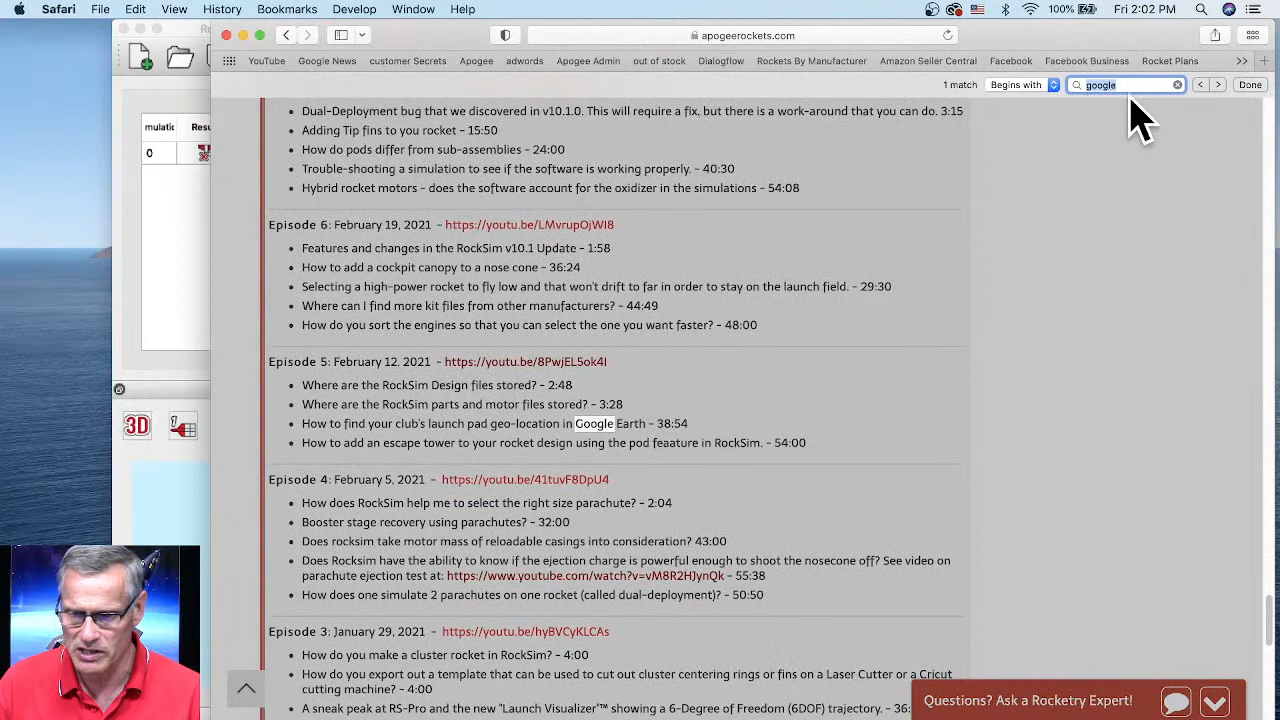 Safari File Edit View History Bookmarks Develop Window Help 100% Fri 2:02 PM
apogeerockets.com
YouTube Google News customer Secrets Apogee adwords Apogee Admin out of stock Dialogflow Rockets By Manufacturer Amazon Seller Central Facebook Facebook Business Rocket Plans
1 match Begins with google Done
Dual-Deployment bug that we discovered in v10.1.0. This will require a fix, but there is a work-around that you can do. 3:15
mulatic Resu
Adding Tip fins to your rocket - 15:50
0
How do pods differ from sub-assemblies - 24:00
Trouble-shooting a simulation to see if the software is working properly. - 40:30
Hybrid rocket motors - does the software account for the oxidizer in the simulations - 54:08
Episode 6: February 19, 2021 - https://youtu.be/LMvrupOjWI8
Features and changes in the RockSim v10.1 Update - 1:58
How to add a cockpit canopy to a nose cone - 36:24
Selecting a high-power rocket to fly low and that won't drift to far in order to stay on the launch field. - 29:30
Where can I find more kit files from other manufacturers? - 44:49
How do you sort the engines so that you can select the one you want faster? - 48:00
Episode 5: February 12, 2021 - https://youtu.be/8PwjEL5ok4I
Where are the RockSim Design files stored? - 2:48
Where are the RockSim parts and motor files stored? - 3:28
How to find your club's launch pad geo-location in Google Earth - 38:54
3D 1
How to add an escape tower to your rocket design using the pod feaature in RockSim. - 54:00
Episode 4: February 5, 2021 - https://youtu.be/41tuvF8DpU4
How does RockSim help me to select the right size parachute? - 2:04
Booster stage recovery using parachutes? - 32:00
Does rocksim take motor mass of reloadable casings into consideration? 43:00
Does Rocksim have the ability to know if the ejection charge is powerful enough to shoot the nosecone off? See video on
parachute ejection test at: https://www.youtube.com/watch?v=vM8R2HJynQk - 55:38
How does one simulate 2 parachutes on one rocket (called dual-deployment)? - 50:50
Episode 3: January 29, 2021 - https://youtu.be/hyBVCyKLCAs
How do you make a cluster rocket in RockSim? - 4:00
How do you export out a template that can be used to cut out cluster centering rings or fins on a Laser Cutter or a Cricut
cutting machine? - 4:00
A sneak peak at RS-Pro and the new "Launch Visualizer"™ showing a 6-Degree of Freedom (6DOF) trajectory. - 36:
Questions? Ask a Rocketry Expert!